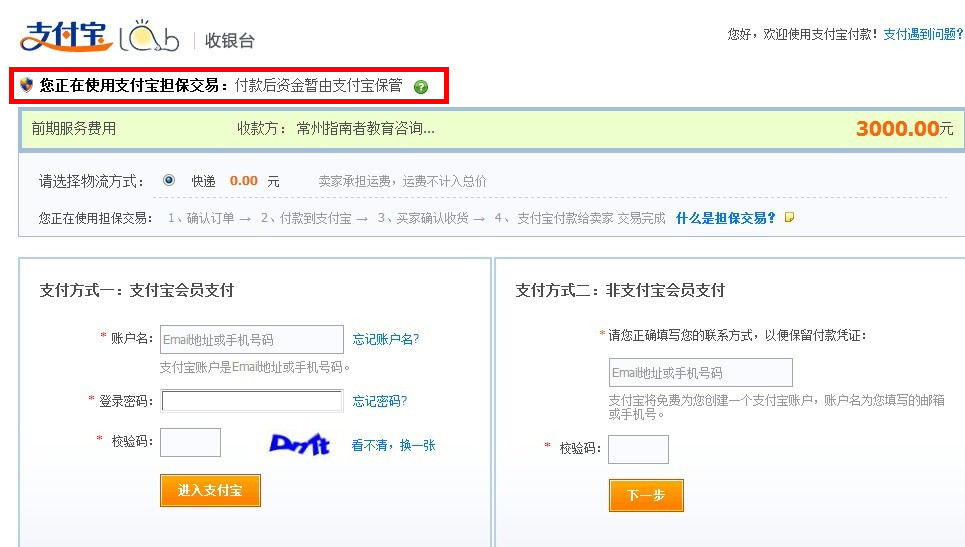 支付宝 lab 收银台
您好，欢迎使用支付宝付款！支付遇到问题?
您正在使用支付宝担保交易：付款后资金暂由支付宝保管 ?
前期服务费用 收款方： 常州指南者教育咨询... 3000.00元
请选择物流方式： 快递 0.00 元 卖家承担运费，运费不计入总价
您正在使用担保交易： 1、确认订单 → 2、付款到支付宝 → 3、买家确认收货 → 4、支付宝付款给卖家 交易完成 什么是担保交易?
支付方式一：支付宝会员支付
* 账户名： Email地址或手机号码 忘记账户名?
支付宝账户是Email地址或手机号码。
* 登录密码： 忘记密码?
* 校验码： 看不清，换一张
进入支付宝
支付方式二：非支付宝会员支付
*请您正确填写您的联系方式，以便保留付款凭证：
Email地址或手机号码
支付宝将免费为您创建一个支付宝账户，账户名为您填写的邮箱
或手机号。
* 校验码：
下一步